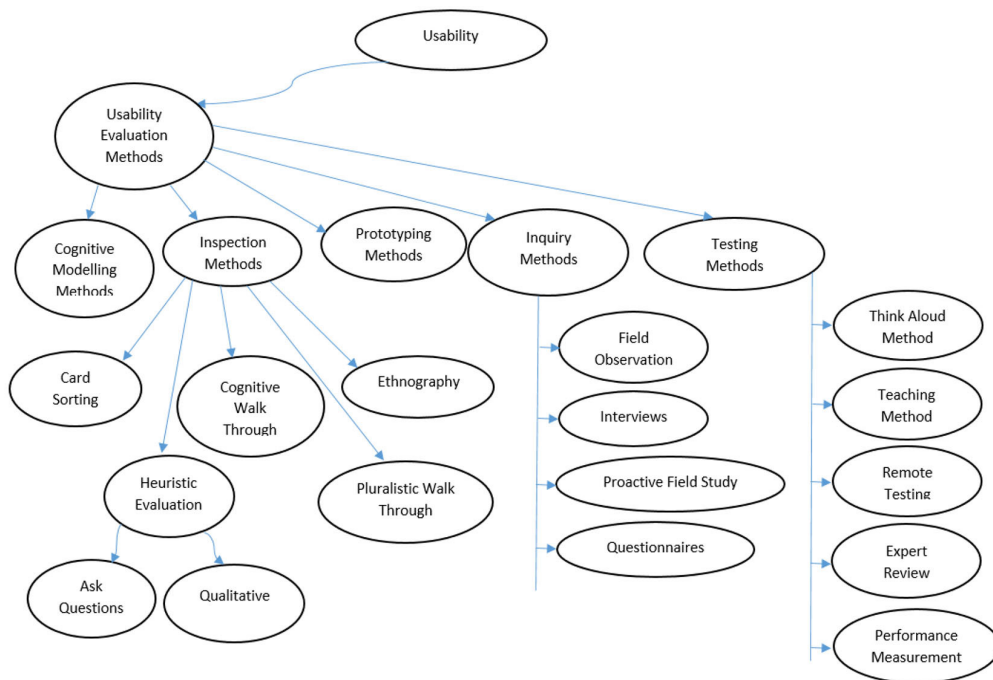 Usability
Usability
Evaluation
Methods
Cognitive
Modelling
Methods
Inspection
Methods
Prototyping
Methods
Inquiry
Methods
Testing
Methods
Card
Sorting
Cognitive
Walk
Through
Ethnography
Heuristic
Evaluation
Pluralistic Walk
Through
Ask
Questions
Qualitative
Field
Observation
Interviews
Proactive Field Study
Questionnaires
Think Aloud
Method
Teaching
Method
Remote
Testing
Expert
Review
Performance
Measurement